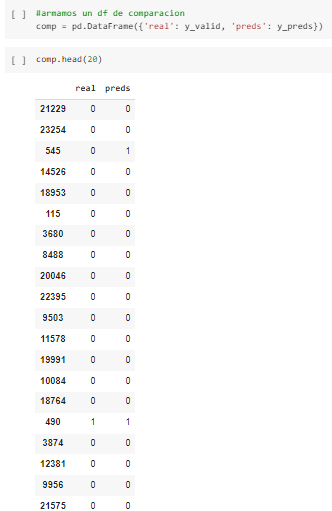 [ ] #armamos un df de comparacion
comp = pd.DataFrame({'real': y_valid, 'preds': y_preds})
[ ] comp.head(20)
real preds
21229 0 0
23254 0 0
545 0 1
14526 0 0
18953 0 0
115 0 0
3680 0 0
8488 0 0
20046 0 0
22395 0 0
9503 0 0
11578 0 0
19991 0 0
10084 0 0
18764 0 0
490 1 1
3874 0 0
12381 0 0
9956 0 0
21575 0 0